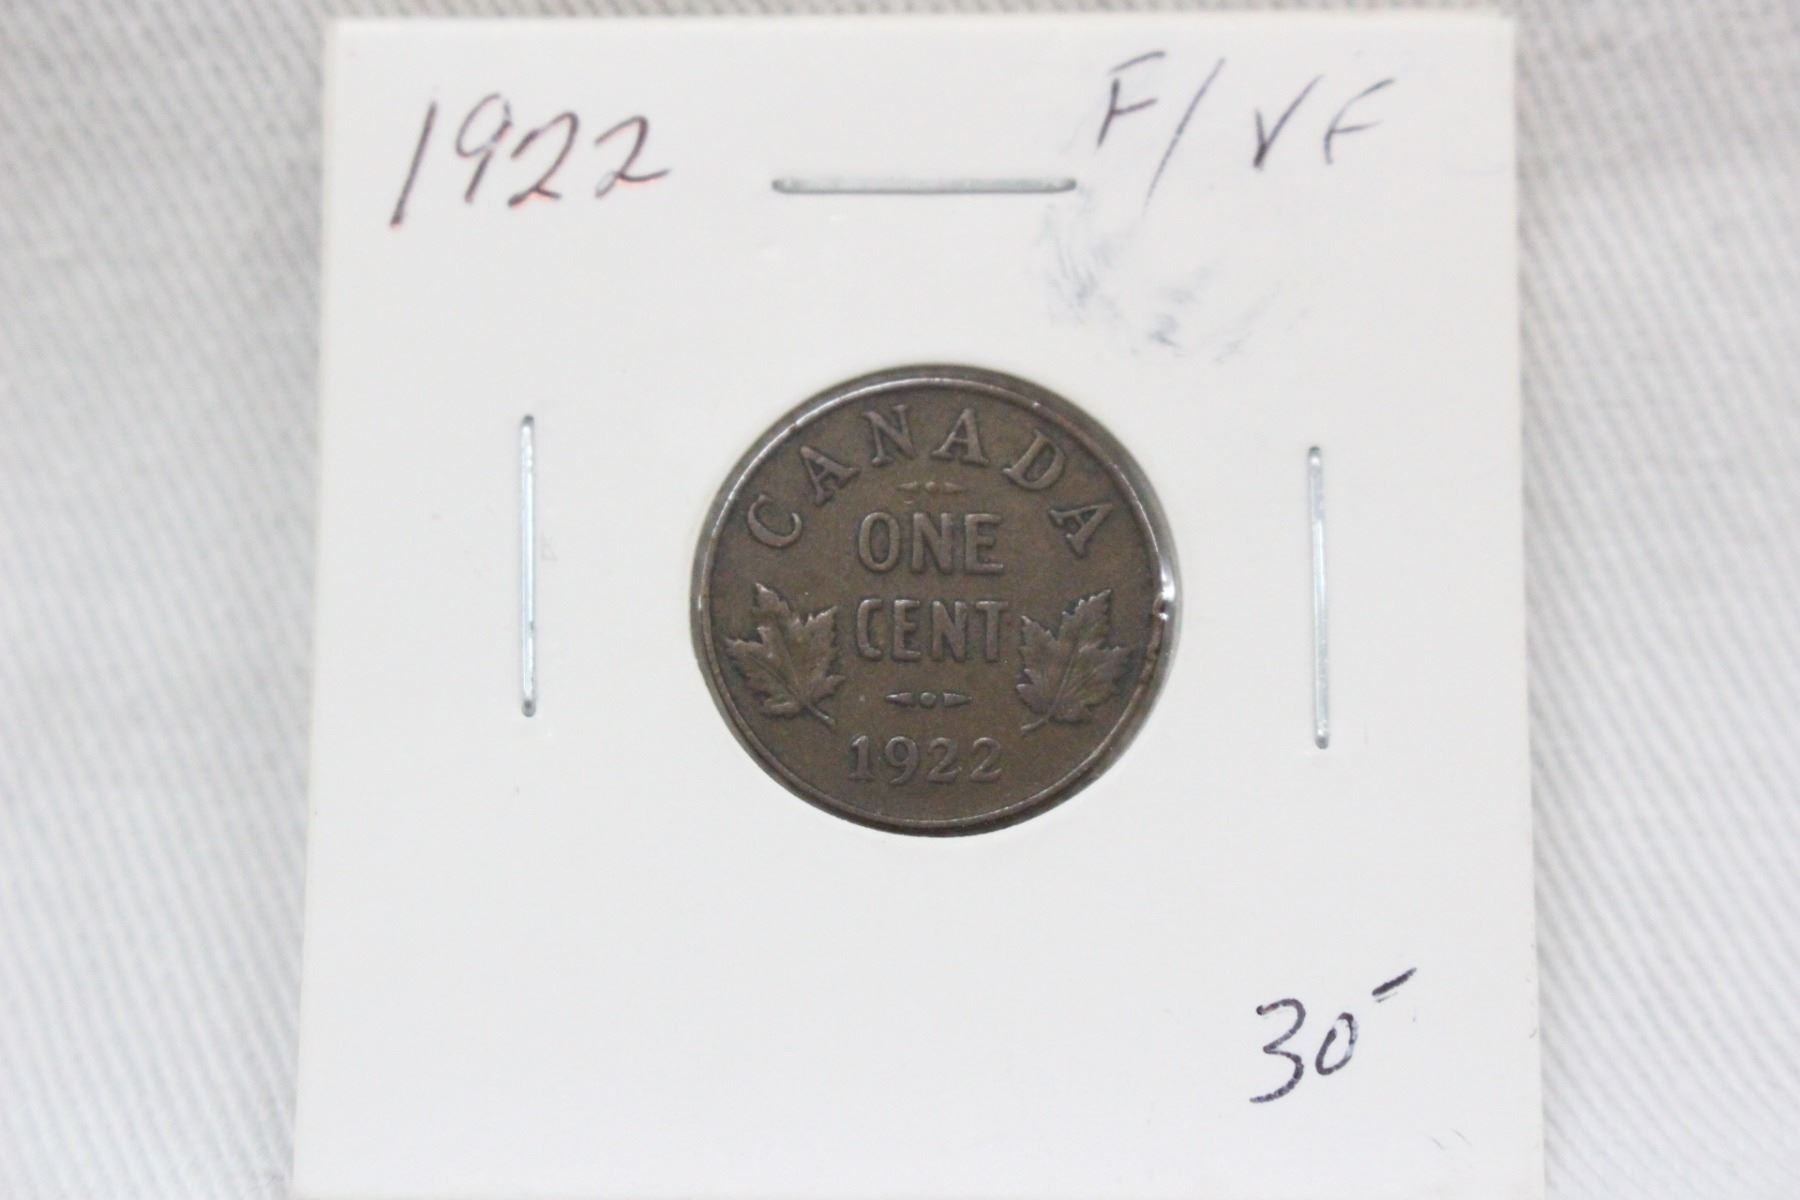 1922 F/VF
CANADA
ONE
CENT
1922
30-